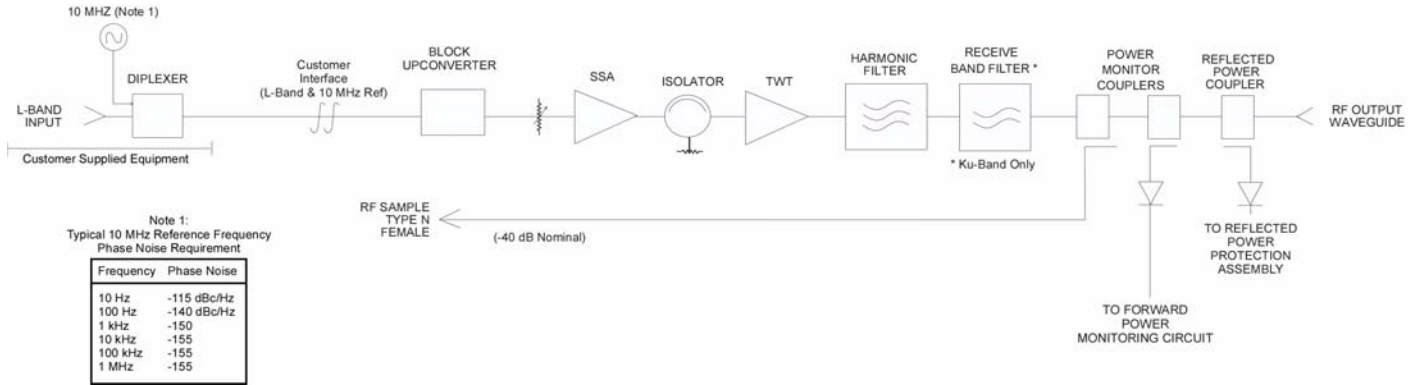 10 MHZ (Note 1)
DIPLEXER
L-BAND
INPUT
Customer Supplied Equipment
Customer
Interface
(L-Band & 10 MHz Ref)
BLOCK
UPCONVERTER
SSA
ISOLATOR
TWT
HARMONIC
FILTER
RECEIVE
BAND FILTER *
* Ku-Band Only
POWER
MONITOR
COUPLERS
REFLECTED
POWER
COUPLER
RF OUTPUT
WAVEGUIDE
RF SAMPLE
TYPE N
FEMALE
(-40 dB Nominal)
TO REFLECTED
POWER
PROTECTION
ASSEMBLY
TO FORWARD
POWER
MONITORING CIRCUIT
Note 1:
Typical 10 MHz Reference Frequency
Phase Noise Requirement
Frequency Phase Noise
10 Hz -115 dBc/Hz
100 Hz -140 dBc/Hz
1 kHz -150
10 kHz -155
100 kHz -155
1 MHz -155